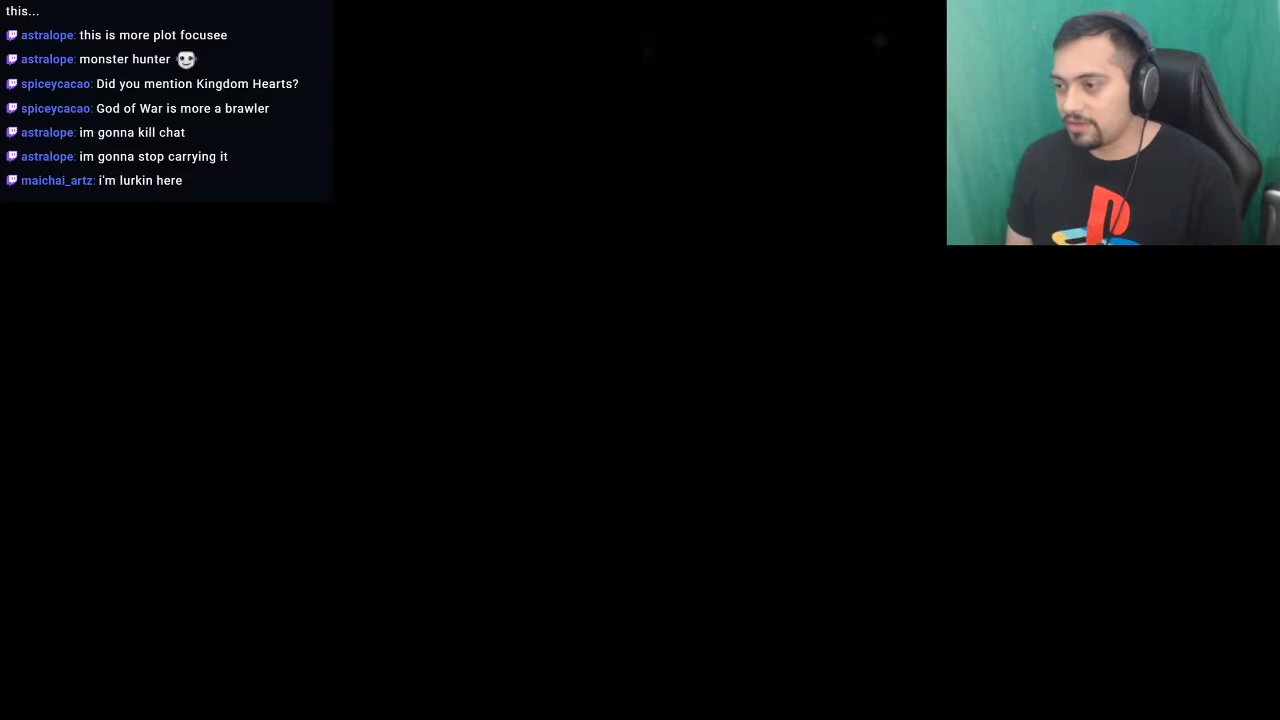 this...
astralope: this is more plot focusee
astralope: monster hunter
spiceycacao: Did you mention Kingdom Hearts?
spiceycacao: God of War is more a brawler
astralope: im gonna kill chat
astralope: im gonna stop carrying it
maichai_artz: i'm lurkin here